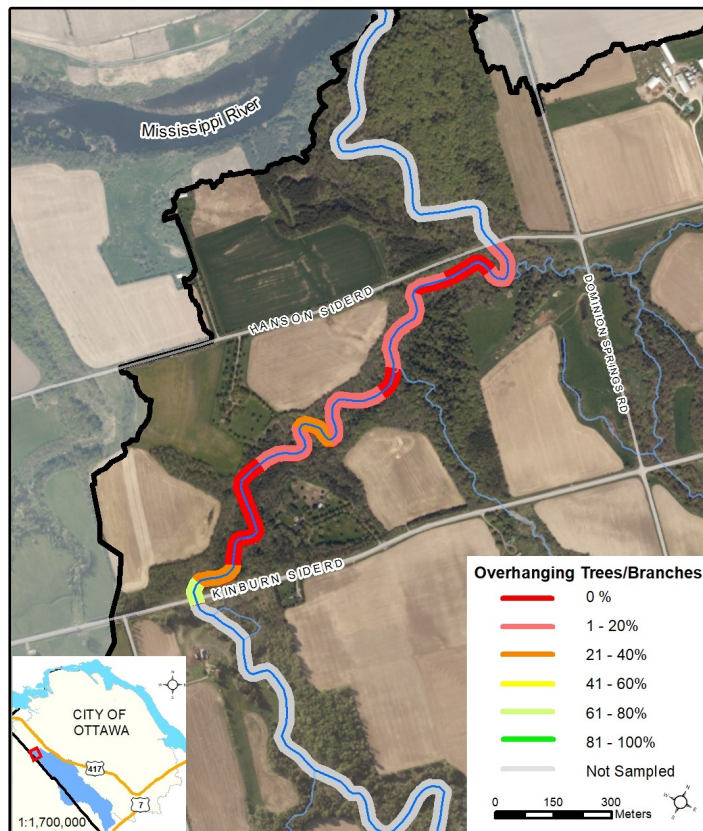 Mississippi River
HANSON SIDERD
DOMINION SPRINGS RD
KINBURN SIDERD
Overhanging Trees/Branches
0 %
1 - 20%
21 - 40%
41 - 60%
61 - 80%
81 - 100%
Not Sampled
0 150 300
Meters
CITY OF
OTTAWA
417
7
1:1,700,000